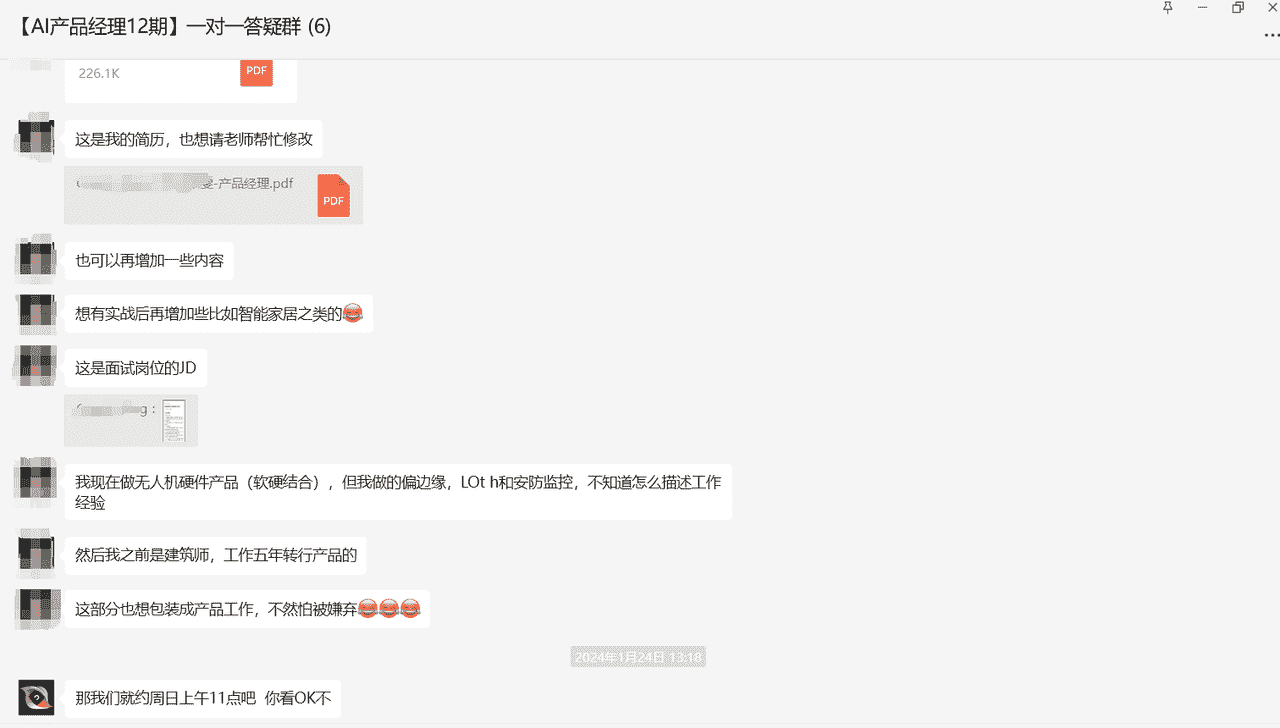 【AI产品经理12期】一对一答疑群 (6)
226.1K
PDF
这是我的简历，也想请老师帮忙修改
-产品经理.pdf
PDF
也可以再增加一些内容
想有实战后再增加些比如智能家居之类的
这是面试岗位的JD
我现在做无人机硬件产品（软硬结合），但我做的偏边缘，LOt h和安防监控，不知道怎么描述工作
经验
然后我之前是建筑师，工作五年转行产品的
这部分也想包装成产品工作，不然怕被嫌弃
2024年1月24日 13:18
那我们就约周日上午11点吧 你看OK不